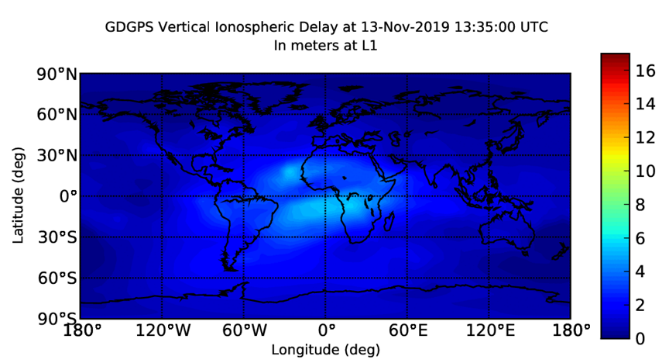 GDGPS Vertical Ionospheric Delay at 13-Nov-2019 13:35:00 UTC
In meters at L1
90°N
60°N
30°N
0°
30°S
60°S
90°S
Latitude (deg)
180°
120°W
60°W
0°
60°E
120°E
180°
Longitude (deg)
16
14
12
10
8
6
4
2
0